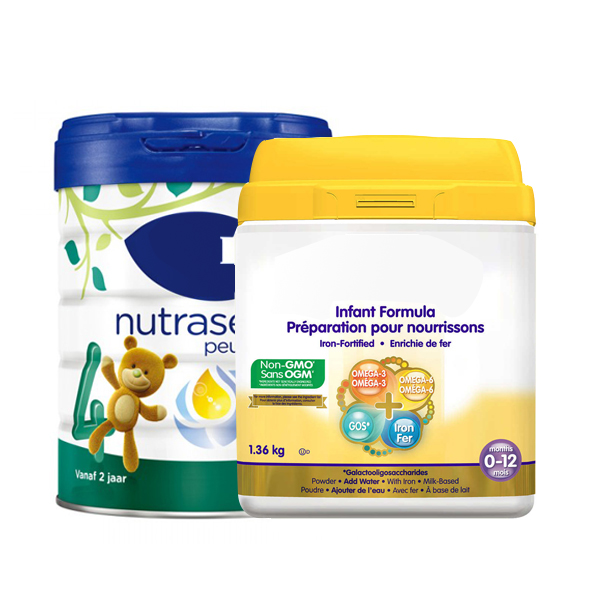 nutrase
peu
4
Vanaf 2 jaar
Infant Formula
Préparation pour nourrissons
Iron-Fortified • Enrichie de fer
Non-GMO*
Sans OGM*
OMEGA-3
OMÉGA-3
OMEGA-6
OMÉGA-6
+
GOS*
Iron
Fer
1.36 kg
months
0-12
mois
*Galactooligosaccharides
Powder • Add Water • With Iron • Milk-Based
Poudre • Ajouter de l'eau • Avec fer • À base de lait